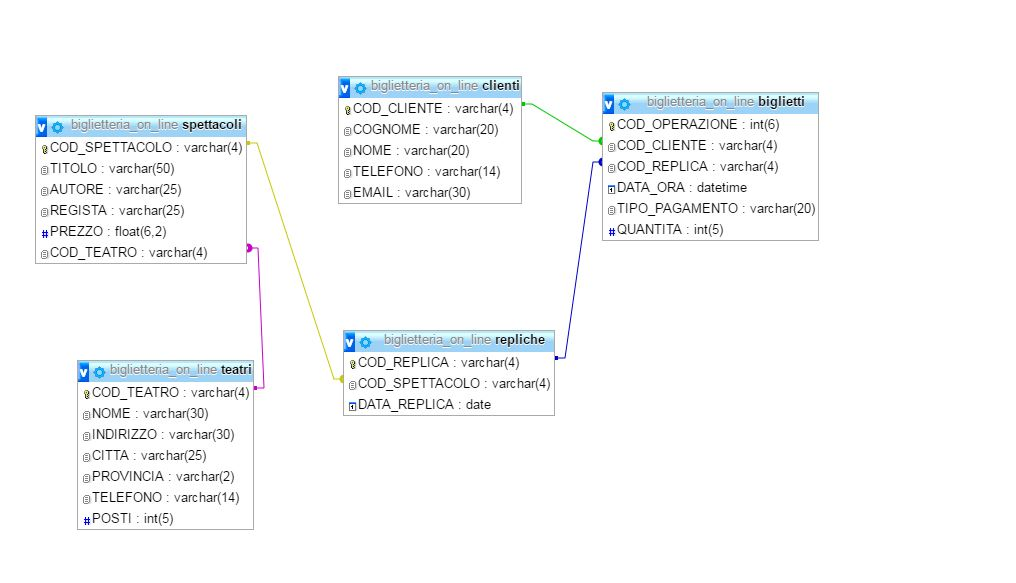 biglietteria_on_line spettacoli
COD_SPETTACOLO : varchar(4)
TITOLO : varchar(50)
AUTORE : varchar(25)
REGISTA : varchar(25)
PREZZO : float(6,2)
COD_TEATRO : varchar(4)
biglietteria_on_line teatri
COD_TEATRO : varchar(4)
NOME : varchar(30)
INDIRIZZO : varchar(30)
CITTA : varchar(25)
PROVINCIA : varchar(2)
TELEFONO : varchar(14)
POSTI : int(5)
biglietteria_on_line clienti
COD_CLIENTE : varchar(4)
COGNOME : varchar(20)
NOME : varchar(20)
TELEFONO : varchar(14)
EMAIL : varchar(30)
biglietteria_on_line repliche
COD_REPLICA : varchar(4)
COD_SPETTACOLO : varchar(4)
DATA_REPLICA : date
biglietteria_on_line biglietti
COD_OPERAZIONE : int(6)
COD_CLIENTE : varchar(4)
COD_REPLICA : varchar(4)
DATA_ORA : datetime
TIPO_PAGAMENTO : varchar(20)
QUANTITA : int(5)